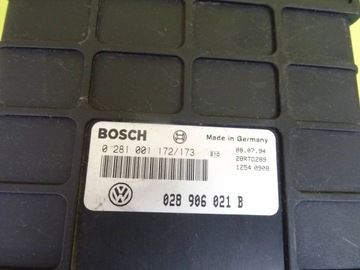 BOSCH
Made in Germany
0 281 001 172/173
08.07.94
28RTD289
1254 0908
028 906 021 B